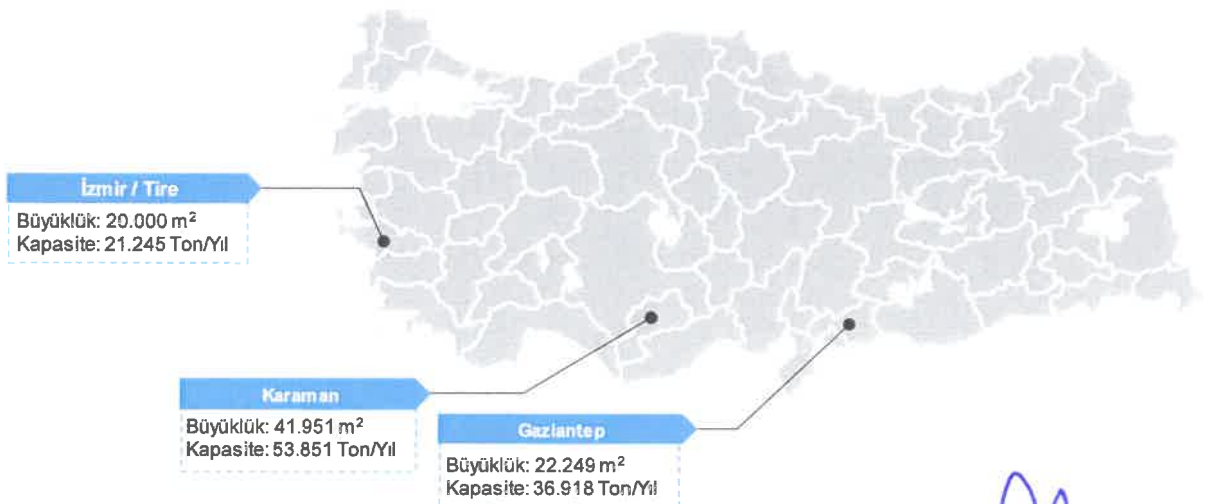 İzmir / Tire
Büyüklük: 20.000 m²
Kapasite: 21.245 Ton/Yıl
Karaman
Büyüklük: 41.951 m²
Kapasite: 53.851 Ton/Yıl
Gaziantep
Büyüklük: 22.249 m²
Kapasite: 36.918 Ton/Yıl